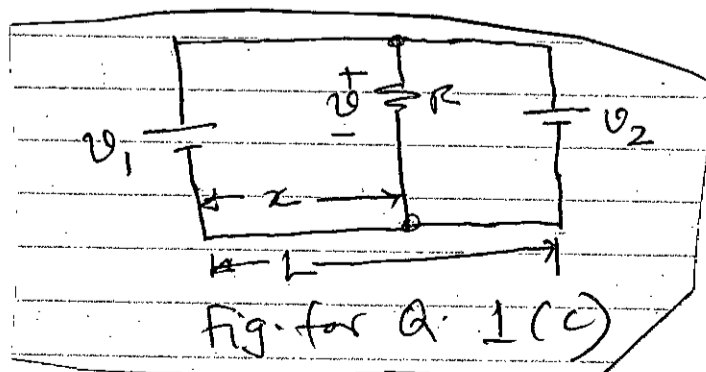 +
v R
-
v₁
v₂
x
L
Fig. for Q. 1 (C)